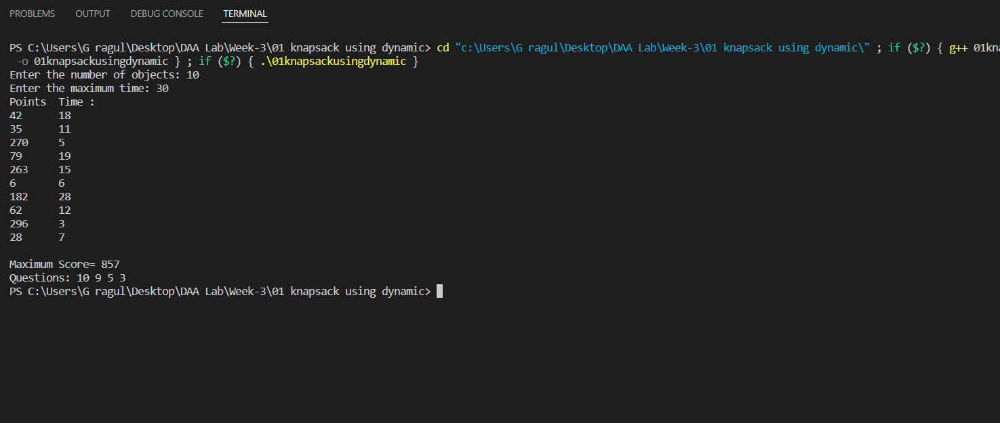 PROBLEMS OUTPUT DEBUG CONSOLE TERMINAL
PS C:\Users\G ragul\Desktop\DAA Lab\Week-3\01 knapsack using dynamic> cd "c:\Users\G ragul\Desktop\DAA Lab\Week-3\01 knapsack using dynamic\" ; if ($?) { g++
-o 01knapsackusingdynamic } ; if ($?) { .\01knapsackusingdynamic }
Enter the number of objects: 10
Enter the maximum time: 30
Points Time :
42 18
35 11
270 5
79 19
263 15
6 6
182 28
62 12
296 3
28 7
Maximum Score= 857
Questions: 10 9 5 3
PS C:\Users\G ragul\Desktop\DAA Lab\Week-3\01 knapsack using dynamic>